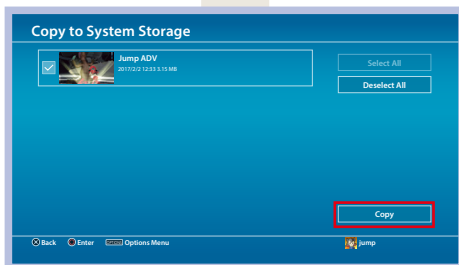 Copy to System Storage
Jump ADV
2017/2/2 12:33 3.15 MB
Select All
Deselect All
Copy
Back Enter OPTIONS Options Menu
jump